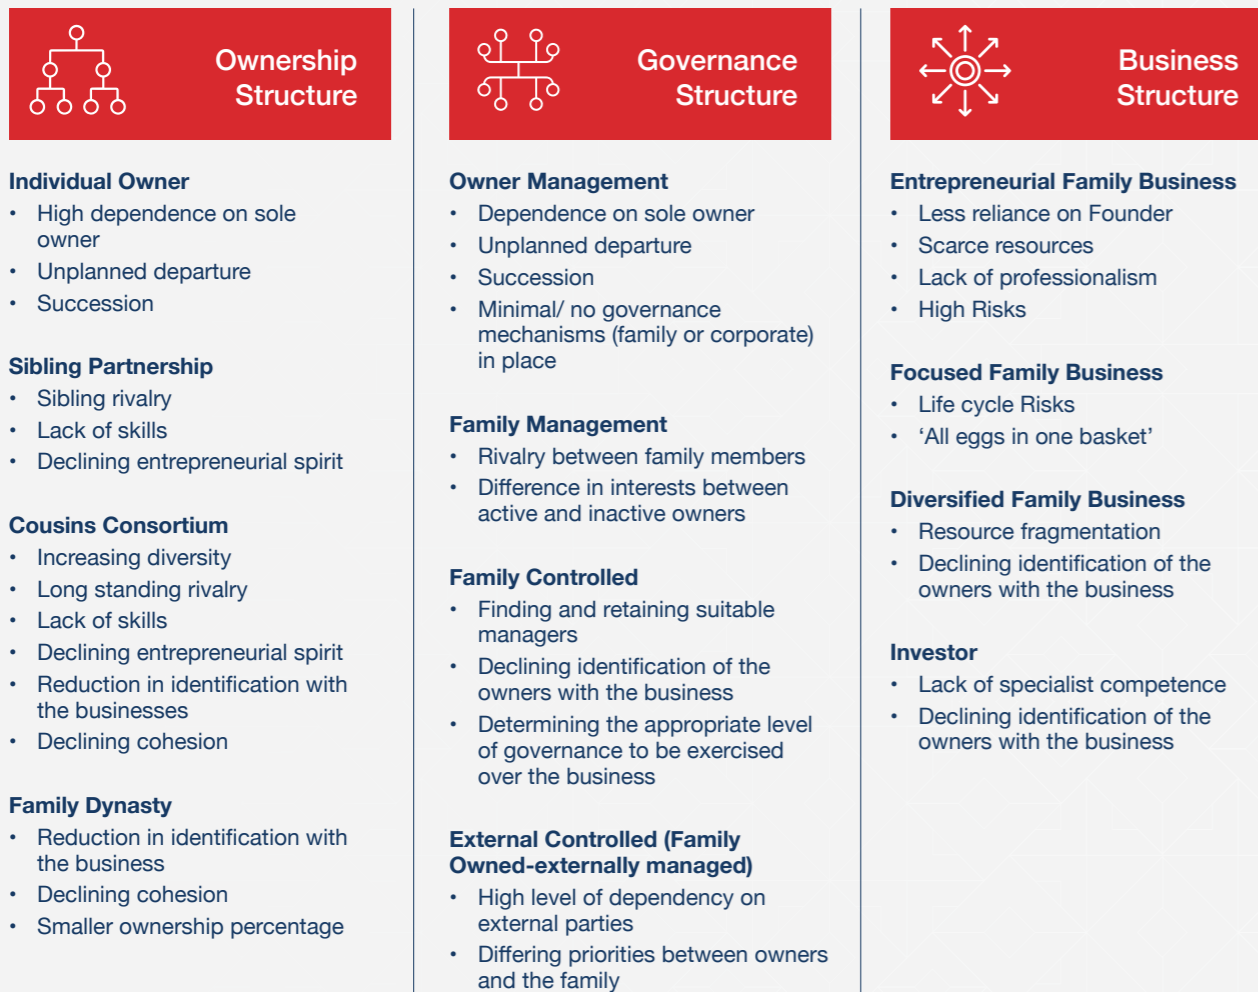 Ownership
Structure
Individual Owner
• High dependence on sole
owner
• Unplanned departure
• Succession
Sibling Partnership
• Sibling rivalry
• Lack of skills
• Declining entrepreneurial spirit
Cousins Consortium
• Increasing diversity
• Long standing rivalry
• Lack of skills
• Declining entrepreneurial spirit
• Reduction in identification with
the businesses
• Declining cohesion
Family Dynasty
• Reduction in identification with
the business
• Declining cohesion
• Smaller ownership percentage
Governance
Structure
Owner Management
• Dependence on sole owner
• Unplanned departure
• Succession
• Minimal/ no governance
mechanisms (family or corporate)
in place
Family Management
• Rivalry between family members
• Difference in interests between
active and inactive owners
Family Controlled
• Finding and retaining suitable
managers
• Declining identification of the
owners with the business
• Determining the appropriate level
of governance to be exercised
over the business
External Controlled (Family
Owned-externally managed)
• High level of dependency on
external parties
• Differing priorities between owners
and the family
Business
Structure
Entrepreneurial Family Business
• Less reliance on Founder
• Scarce resources
• Lack of professionalism
• High Risks
Focused Family Business
• Life cycle Risks
• ‘All eggs in one basket’
Diversified Family Business
• Resource fragmentation
• Declining identification of the
owners with the business
Investor
• Lack of specialist competence
• Declining identification of the
owners with the business